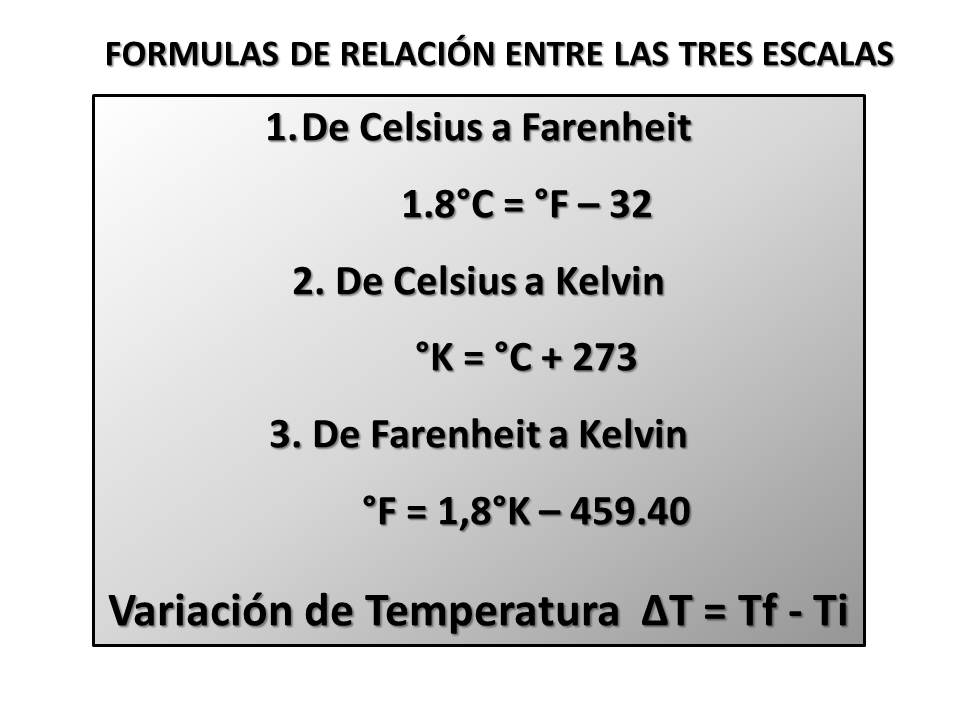 FORMULAS DE RELACIÓN ENTRE LAS TRES ESCALAS
1.De Celsius a Farenheit
1.8°C = °F – 32
2. De Celsius a Kelvin
°K = °C + 273
3. De Farenheit a Kelvin
°F = 1,8°K – 459.40
Variación de Temperatura ΔT = Tf - Ti